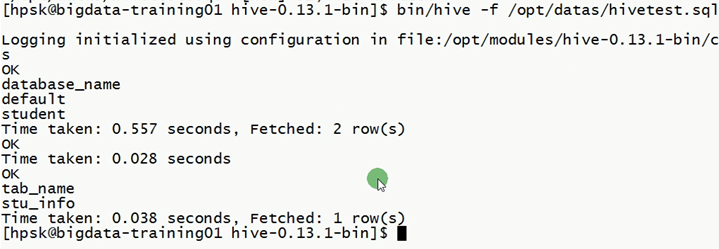 [hpsk@bigdata-training01 hive-0.13.1-bin]$ bin/hive -f /opt/datas/hivetest.sql
Logging initialized using configuration in file:/opt/modules/hive-0.13.1-bin/c
s
OK
database_name
default
student
Time taken: 0.557 seconds, Fetched: 2 row(s)
OK
Time taken: 0.028 seconds
OK
tab_name
stu_info
Time taken: 0.038 seconds, Fetched: 1 row(s)
[hpsk@bigdata-training01 hive-0.13.1-bin]$